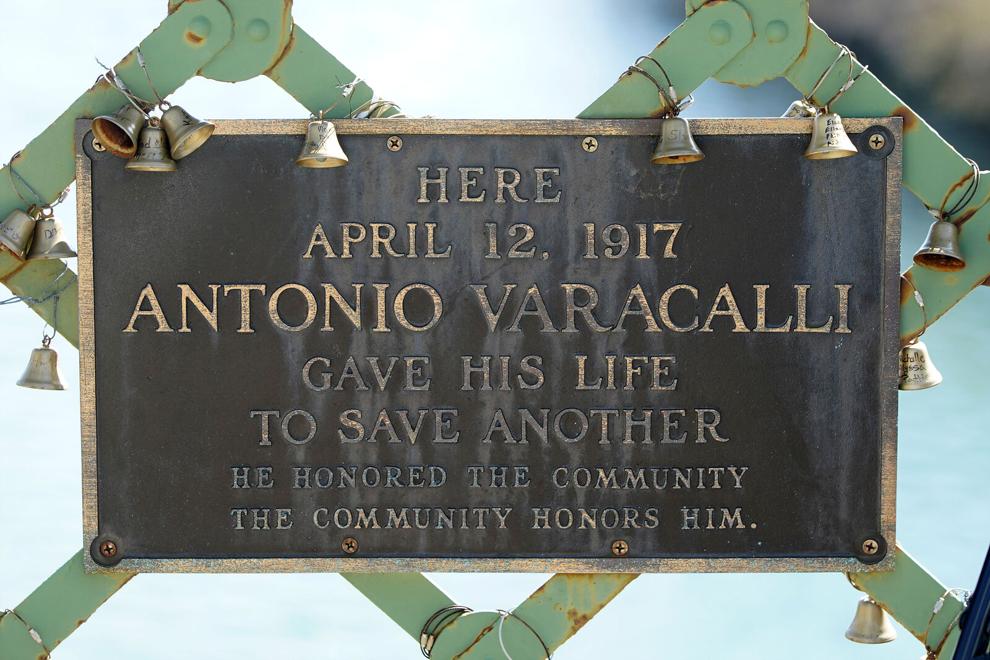 HERE
APRIL 12, 1917
ANTONIO VARACALLI
GAVE HIS LIFE
TO SAVE ANOTHER
HE HONORED THE COMMUNITY
THE COMMUNITY HONORS HIM.